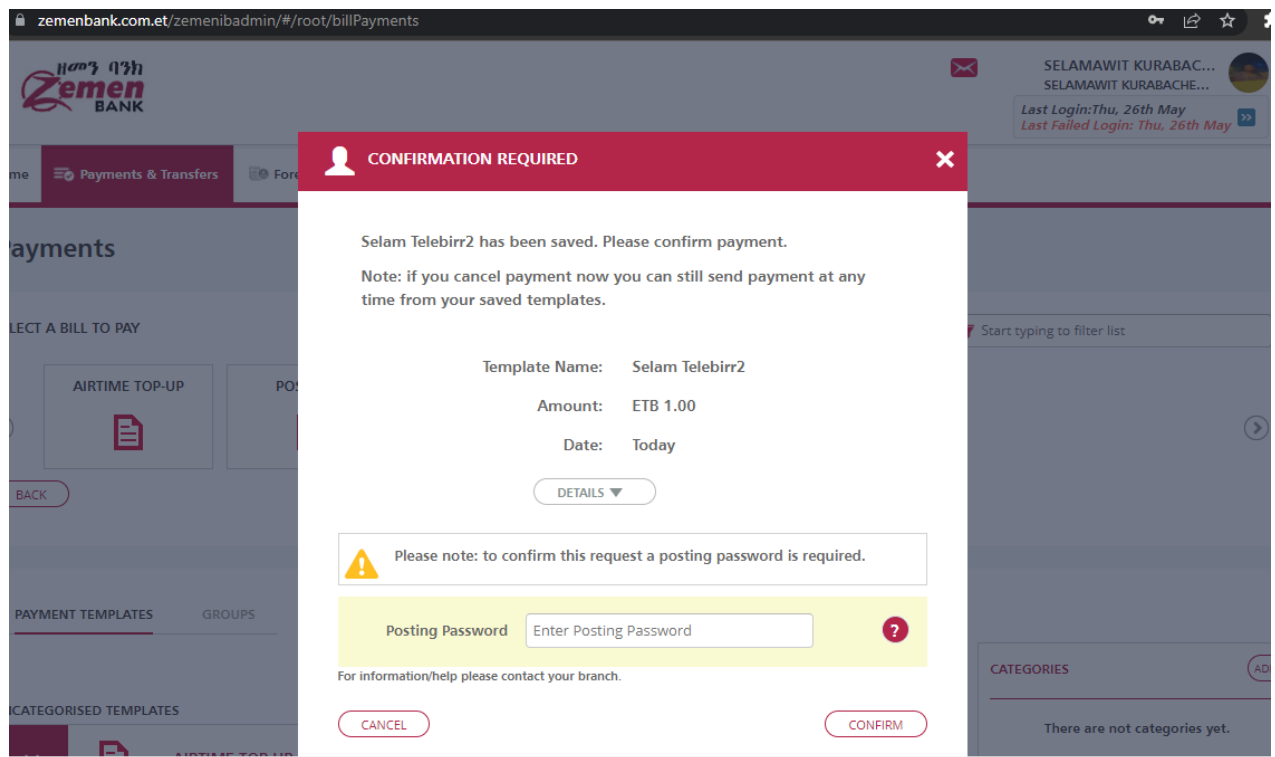 zemenbank.com.et/zemenibadmin/#/root/billPayments
ዘመን ባንክ
Zemen
BANK
SELAMAWIT KURABAC...
SELAMAWIT KURABACHE...
Last Login:Thu, 26th May
Last Failed Login: Thu, 26th May
me
Payments & Transfers
Fore
CONFIRMATION REQUIRED
ayments
Selam Telebirr2 has been saved. Please confirm payment.
Note: if you cancel payment now you can still send payment at any
time from your saved templates.
LECT A BILL TO PAY
Start typing to filter list
AIRTIME TOP-UP
POS
Template Name: Selam Telebirr2
Amount: ETB 1.00
Date: Today
DETAILS
BACK
Please note: to confirm this request a posting password is required.
PAYMENT TEMPLATES
GROUPS
Posting Password
Enter Posting Password
?
For information/help please contact your branch.
CATEGORIES
ADD
CANCEL
CONFIRM
There are not categories yet.
NCATEGORISED TEMPLATES
AIRTIME TOP-UP